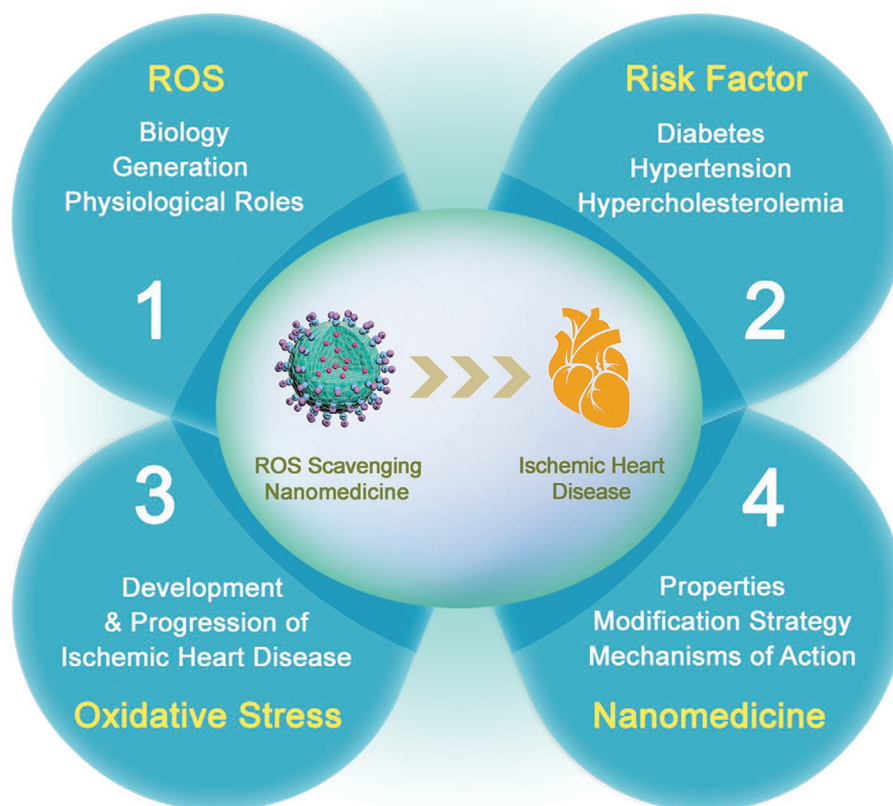 ROS
Biology
Generation
Physiological Roles
1
Risk Factor
Diabetes
Hypertension
Hypercholesterolemia
2
ROS Scavenging
Nanomedicine
Ischemic Heart
Disease
3
Development
& Progression of
Ischemic Heart Disease
Oxidative Stress
4
Properties
Modification Strategy
Mechanisms of Action
Nanomedicine